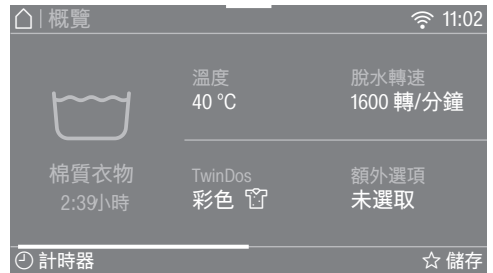 概覽 11:02
溫度 脫水轉速
40 °C 1600 轉/分鐘
棉質衣物 TwinDos 額外選項
2:39小時 彩色 未選取
計時器 儲存